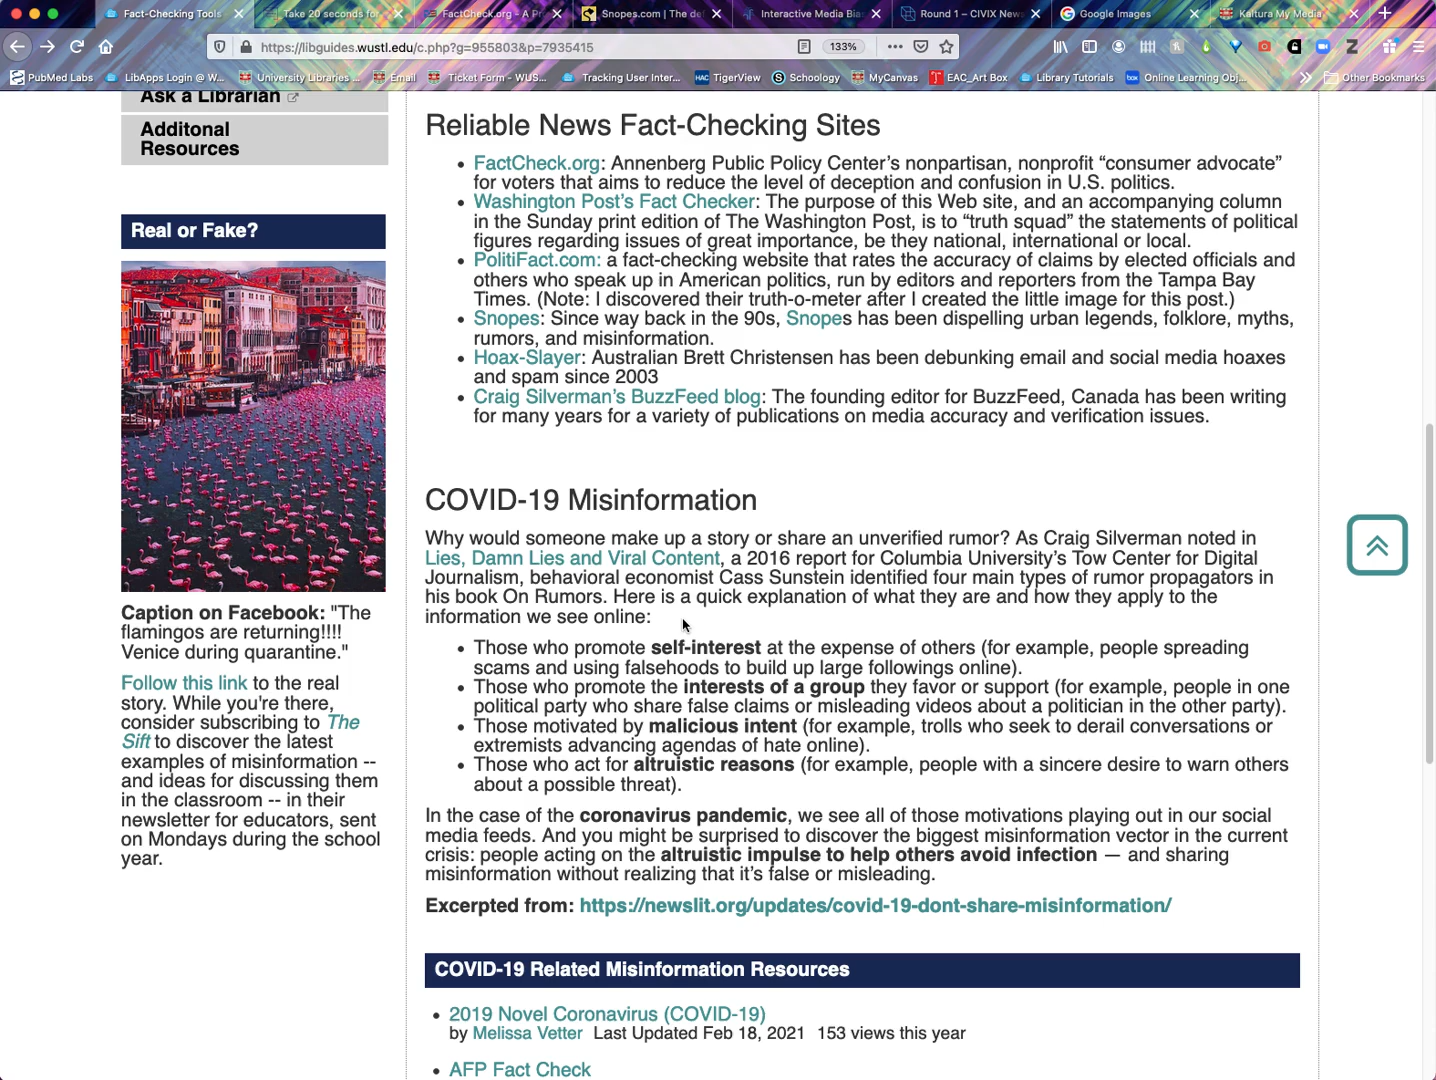 Fact-Checking Tools
Take 20 seconds for
FactCheck.org - A Pr
Snopes.com | The de
Interactive Media Bia
Round 1 – CIVIX New
Google Images
Kaltura My Media
https://libguides.wustl.edu/c.php?g=955803&p=7935415
133%
PubMed Labs
LibApps Login @ W...
University Libraries ...
Email
Ticket Form - WUS...
Tracking User Inter...
HAC TigerView
Schoology
MyCanvas
EAC_Art Box
Library Tutorials
box Online Learning Obj...
Other Bookmarks
Ask a Librarian
Additonal
Resources
Real or Fake?
Caption on Facebook: "The
flamingos are returning!!!!
Venice during quarantine."
Follow this link to the real
story. While you're there,
consider subscribing to The
Sift to discover the latest
examples of misinformation --
and ideas for discussing them
in the classroom -- in their
newsletter for educators, sent
on Mondays during the school
year.
Reliable News Fact-Checking Sites
• FactCheck.org: Annenberg Public Policy Center’s nonpartisan, nonprofit “consumer advocate”
for voters that aims to reduce the level of deception and confusion in U.S. politics.
• Washington Post’s Fact Checker: The purpose of this Web site, and an accompanying column
in the Sunday print edition of The Washington Post, is to “truth squad” the statements of political
figures regarding issues of great importance, be they national, international or local.
• PolitiFact.com: a fact-checking website that rates the accuracy of claims by elected officials and
others who speak up in American politics, run by editors and reporters from the Tampa Bay
Times. (Note: I discovered their truth-o-meter after I created the little image for this post.)
• Snopes: Since way back in the 90s, Snopes has been dispelling urban legends, folklore, myths,
rumors, and misinformation.
• Hoax-Slayer: Australian Brett Christensen has been debunking email and social media hoaxes
and spam since 2003
• Craig Silverman’s BuzzFeed blog: The founding editor for BuzzFeed, Canada has been writing
for many years for a variety of publications on media accuracy and verification issues.
COVID-19 Misinformation
Why would someone make up a story or share an unverified rumor? As Craig Silverman noted in
Lies, Damn Lies and Viral Content, a 2016 report for Columbia University’s Tow Center for Digital
Journalism, behavioral economist Cass Sunstein identified four main types of rumor propagators in
his book On Rumors. Here is a quick explanation of what they are and how they apply to the
information we see online:
• Those who promote self-interest at the expense of others (for example, people spreading
scams and using falsehoods to build up large followings online).
• Those who promote the interests of a group they favor or support (for example, people in one
political party who share false claims or misleading videos about a politician in the other party).
• Those motivated by malicious intent (for example, trolls who seek to derail conversations or
extremists advancing agendas of hate online).
• Those who act for altruistic reasons (for example, people with a sincere desire to warn others
about a possible threat).
In the case of the coronavirus pandemic, we see all of those motivations playing out in our social
media feeds. And you might be surprised to discover the biggest misinformation vector in the current
crisis: people acting on the altruistic impulse to help others avoid infection — and sharing
misinformation without realizing that it’s false or misleading.
Excerpted from: https://newslit.org/updates/covid-19-dont-share-misinformation/
COVID-19 Related Misinformation Resources
• 2019 Novel Coronavirus (COVID-19)
by Melissa Vetter Last Updated Feb 18, 2021 153 views this year
• AFP Fact Check